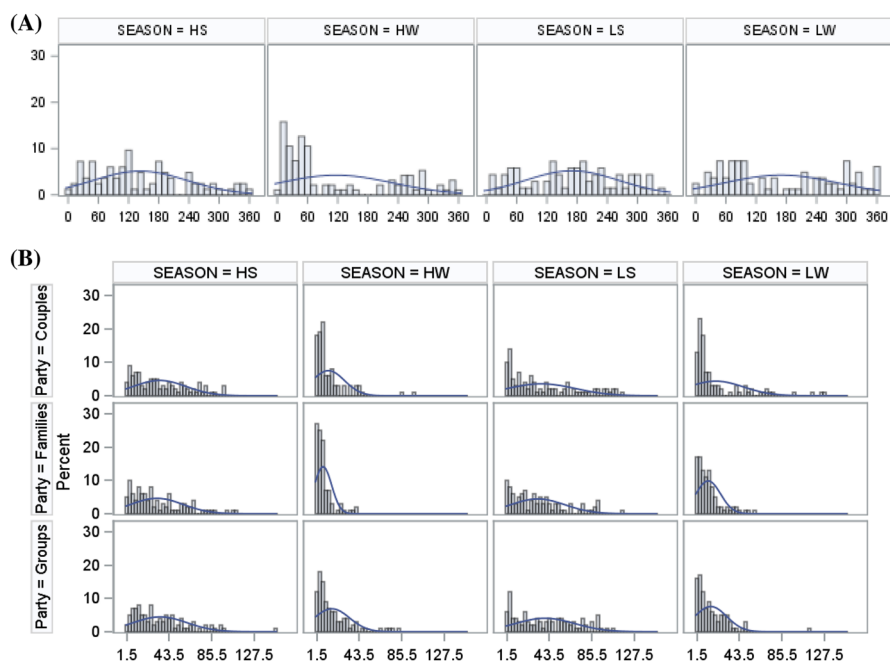 (A)
SEASON = HS SEASON = HW SEASON = LS SEASON = LW
30
20
10
0
0 60 120 180 240 300 360 0 60 120 180 240 300 360 0 60 120 180 240 300 360 0 60 120 180 240 300 360
(B)
SEASON = HS SEASON = HW SEASON = LS SEASON = LW
Party = Couples
30
20
10
0
Party = Families
Percent
30
20
10
0
Party = Groups
30
20
10
0
1.5 43.5 85.5 127.5 1.5 43.5 85.5 127.5 1.5 43.5 85.5 127.5 1.5 43.5 85.5 127.5